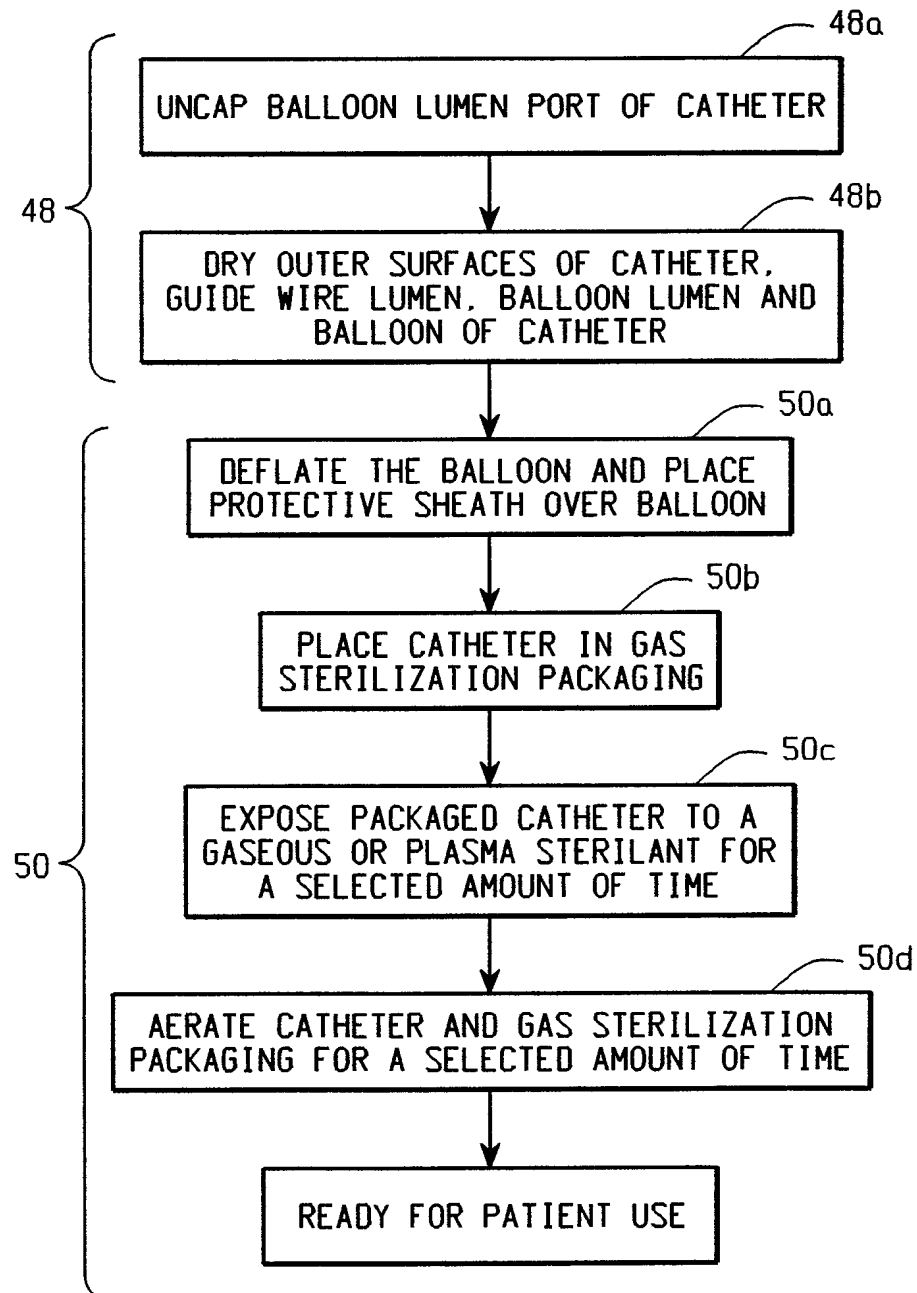 48a
UNCAP BALLOON LUMEN PORT OF CATHETER
48
48b
DRY OUTER SURFACES OF CATHETER,
GUIDE WIRE LUMEN, BALLOON LUMEN AND
BALLOON OF CATHETER
50a
DEFLATE THE BALLOON AND PLACE
PROTECTIVE SHEATH OVER BALLOON
50b
PLACE CATHETER IN GAS
STERILIZATION PACKAGING
50c
EXPOSE PACKAGED CATHETER TO A
GASEOUS OR PLASMA STERILANT FOR
A SELECTED AMOUNT OF TIME
50
50d
AERATE CATHETER AND GAS STERILIZATION
PACKAGING FOR A SELECTED AMOUNT OF TIME
READY FOR PATIENT USE